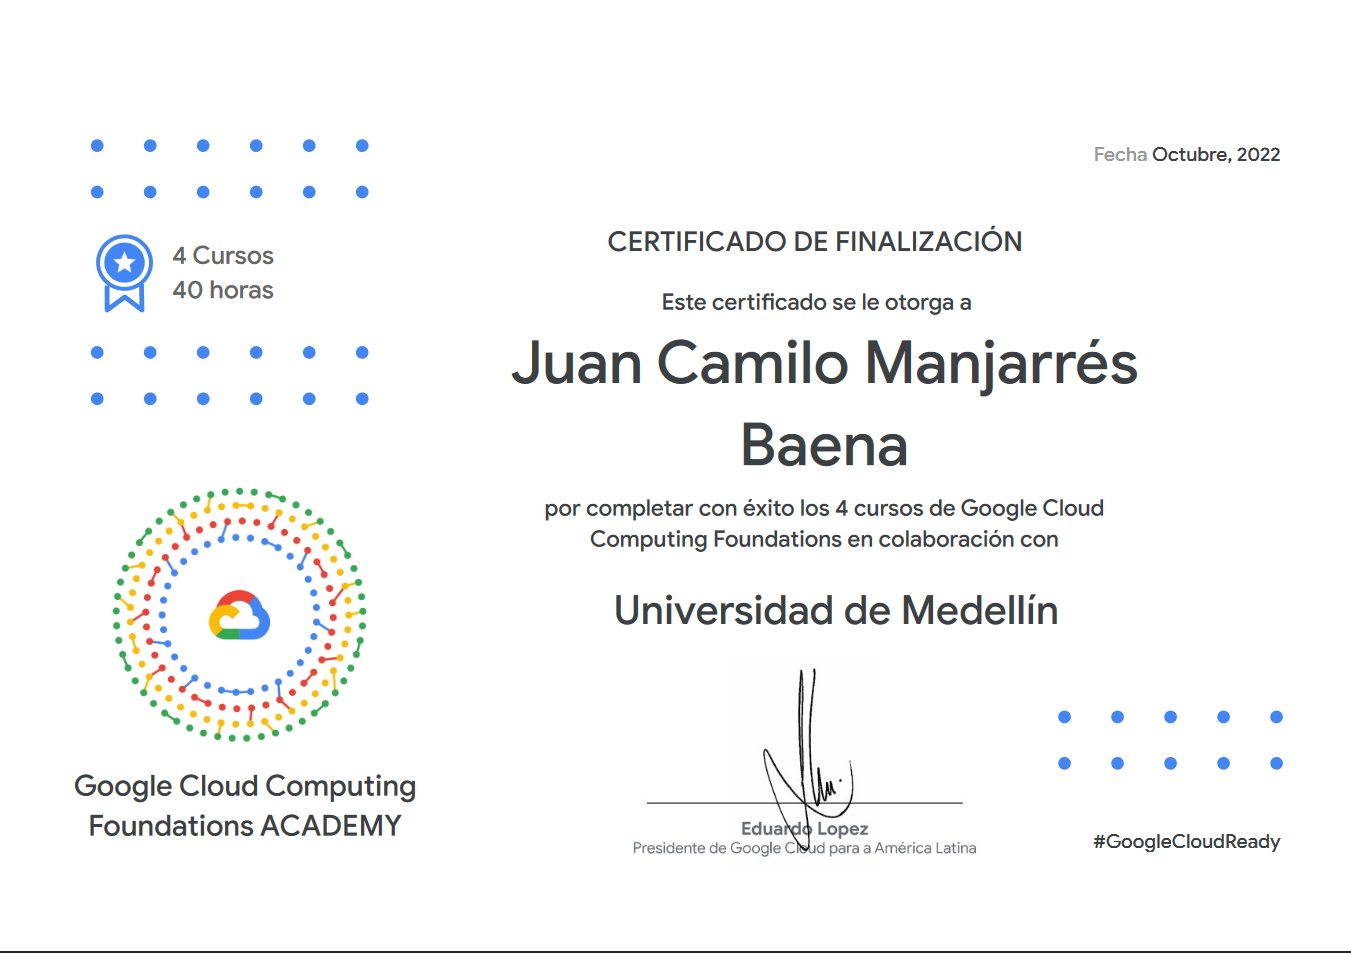 Fecha Octubre, 2022
4 Cursos
40 horas
CERTIFICADO DE FINALIZACIÓN
Este certificado se le otorga a
Juan Camilo Manjarrés
Baena
por completar con éxito los 4 cursos de Google Cloud
Computing Foundations en colaboración con
Universidad de Medellín
Google Cloud Computing
Foundations ACADEMY
Eduardo Lopez
Presidente de Google Cloud para a América Latina
#GoogleCloudReady